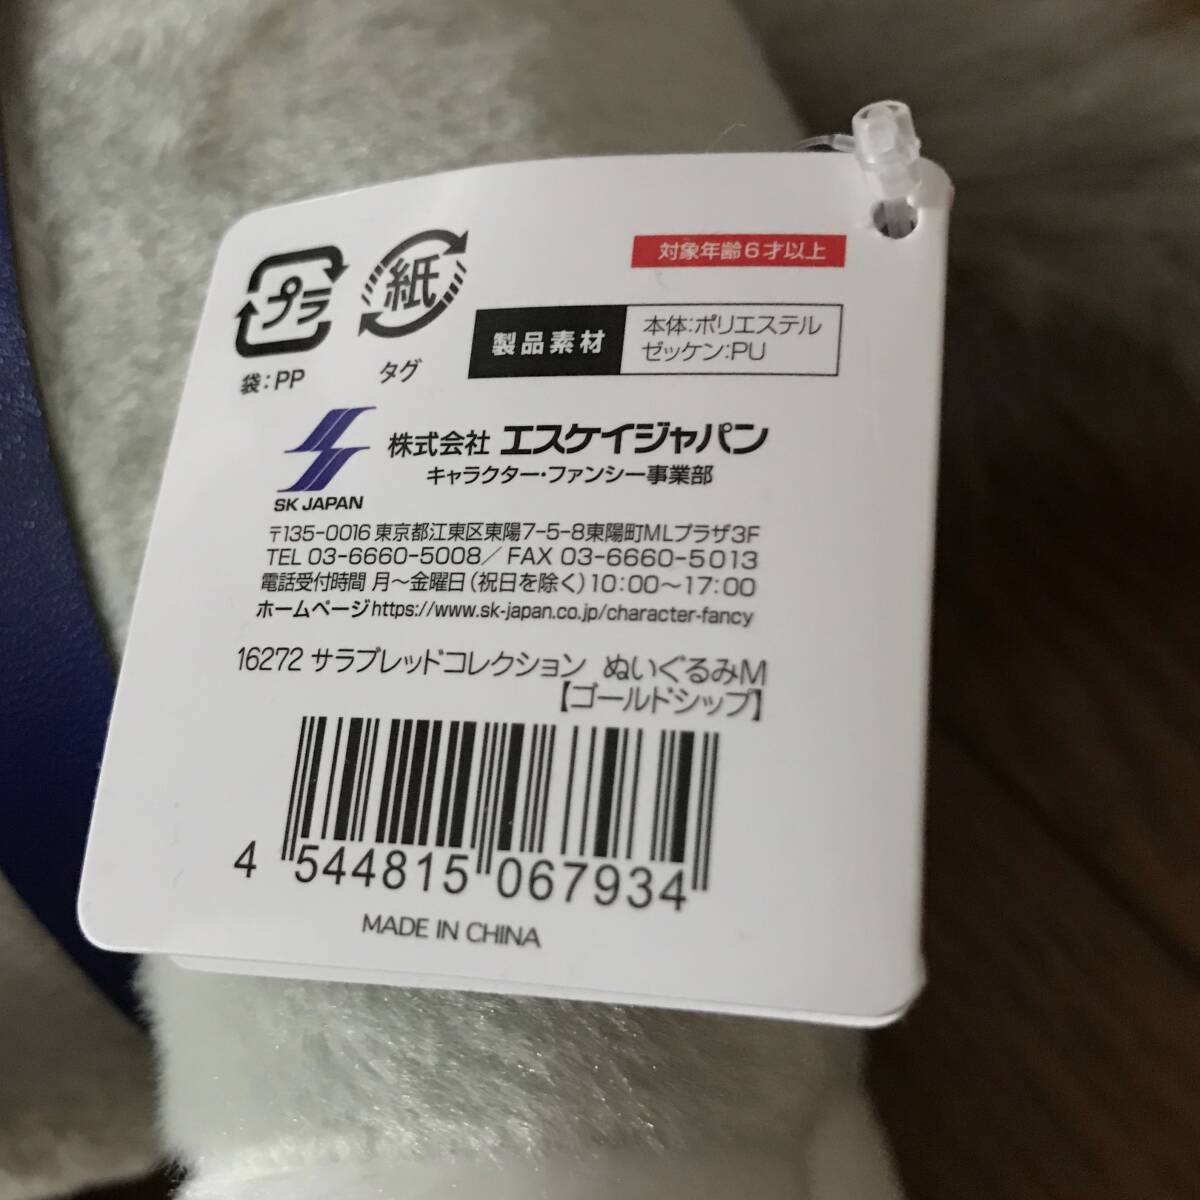 対象年齢6才以上
プラ
紙
袋:PP
タグ
製品素材
本体:ポリエステル
ゼッケン:PU
SK JAPAN
株式会社 エスケイジャパン
キャラクター・ファンシー事業部
〒135-0016 東京都江東区東陽7-5-8東陽町MLプラザ3F
TEL 03-6660-5008／FAX 03-6660-5013
電話受付時間 月～金曜日(祝日を除く)10:00～17:00
ホームページhttps://www.sk-japan.co.jp/character-fancy
16272 サラブレッドコレクション ぬいぐるみM
【ゴールドシップ】
4 544815 067934
MADE IN CHINA